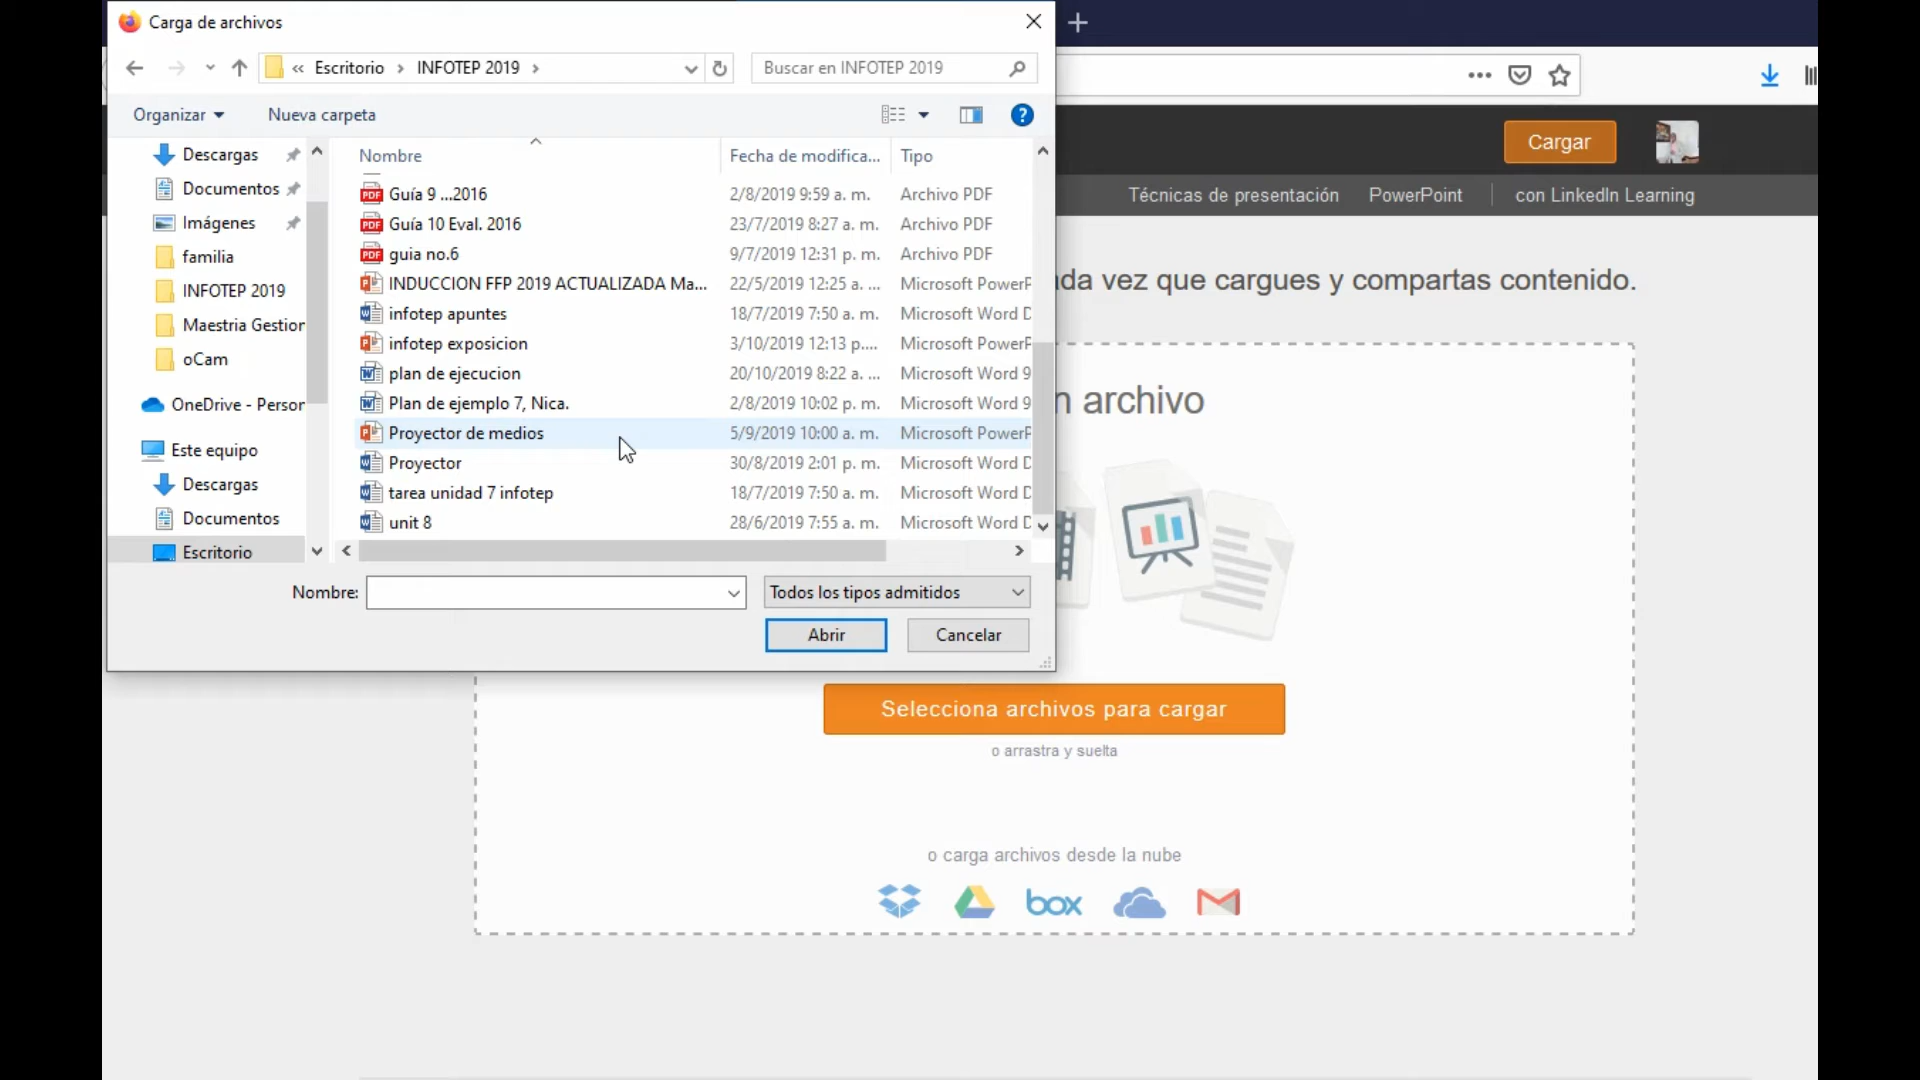 Carga de archivos
« Escritorio › INFOTEP 2019 ›
Buscar en INFOTEP 2019
Organizar
Nueva carpeta
Descargas
Documentos
Imágenes
familia
INFOTEP 2019
Maestria Gestion
oCam
OneDrive - Person
Este equipo
Descargas
Documentos
Escritorio
Nombre Fecha de modifica... Tipo
Guía 9 ...2016 2/8/2019 9:59 a. m. Archivo PDF
Guía 10 Eval. 2016 23/7/2019 8:27 a. m. Archivo PDF
guia no.6 9/7/2019 12:31 p. m. Archivo PDF
INDUCCION FFP 2019 ACTUALIZADA Ma... 22/5/2019 12:25 a. ... Microsoft PowerP
infotep apuntes 18/7/2019 7:50 a. m. Microsoft Word D
infotep exposicion 3/10/2019 12:13 p.... Microsoft PowerP
plan de ejecucion 20/10/2019 8:22 a. ... Microsoft Word 9
Plan de ejemplo 7, Nica. 2/8/2019 10:02 p. m. Microsoft Word 9
Proyector de medios 5/9/2019 10:00 a. m. Microsoft PowerP
Proyector 30/8/2019 2:01 p. m. Microsoft Word D
tarea unidad 7 infotep 18/7/2019 7:50 a. m. Microsoft Word D
unit 8 28/6/2019 7:55 a. m. Microsoft Word D
Nombre:
Todos los tipos admitidos
Abrir
Cancelar
Cargar
Técnicas de presentación PowerPoint con LinkedIn Learning
da vez que cargues y compartas contenido.
n archivo
Selecciona archivos para cargar
o arrastra y suelta
o carga archivos desde la nube
box